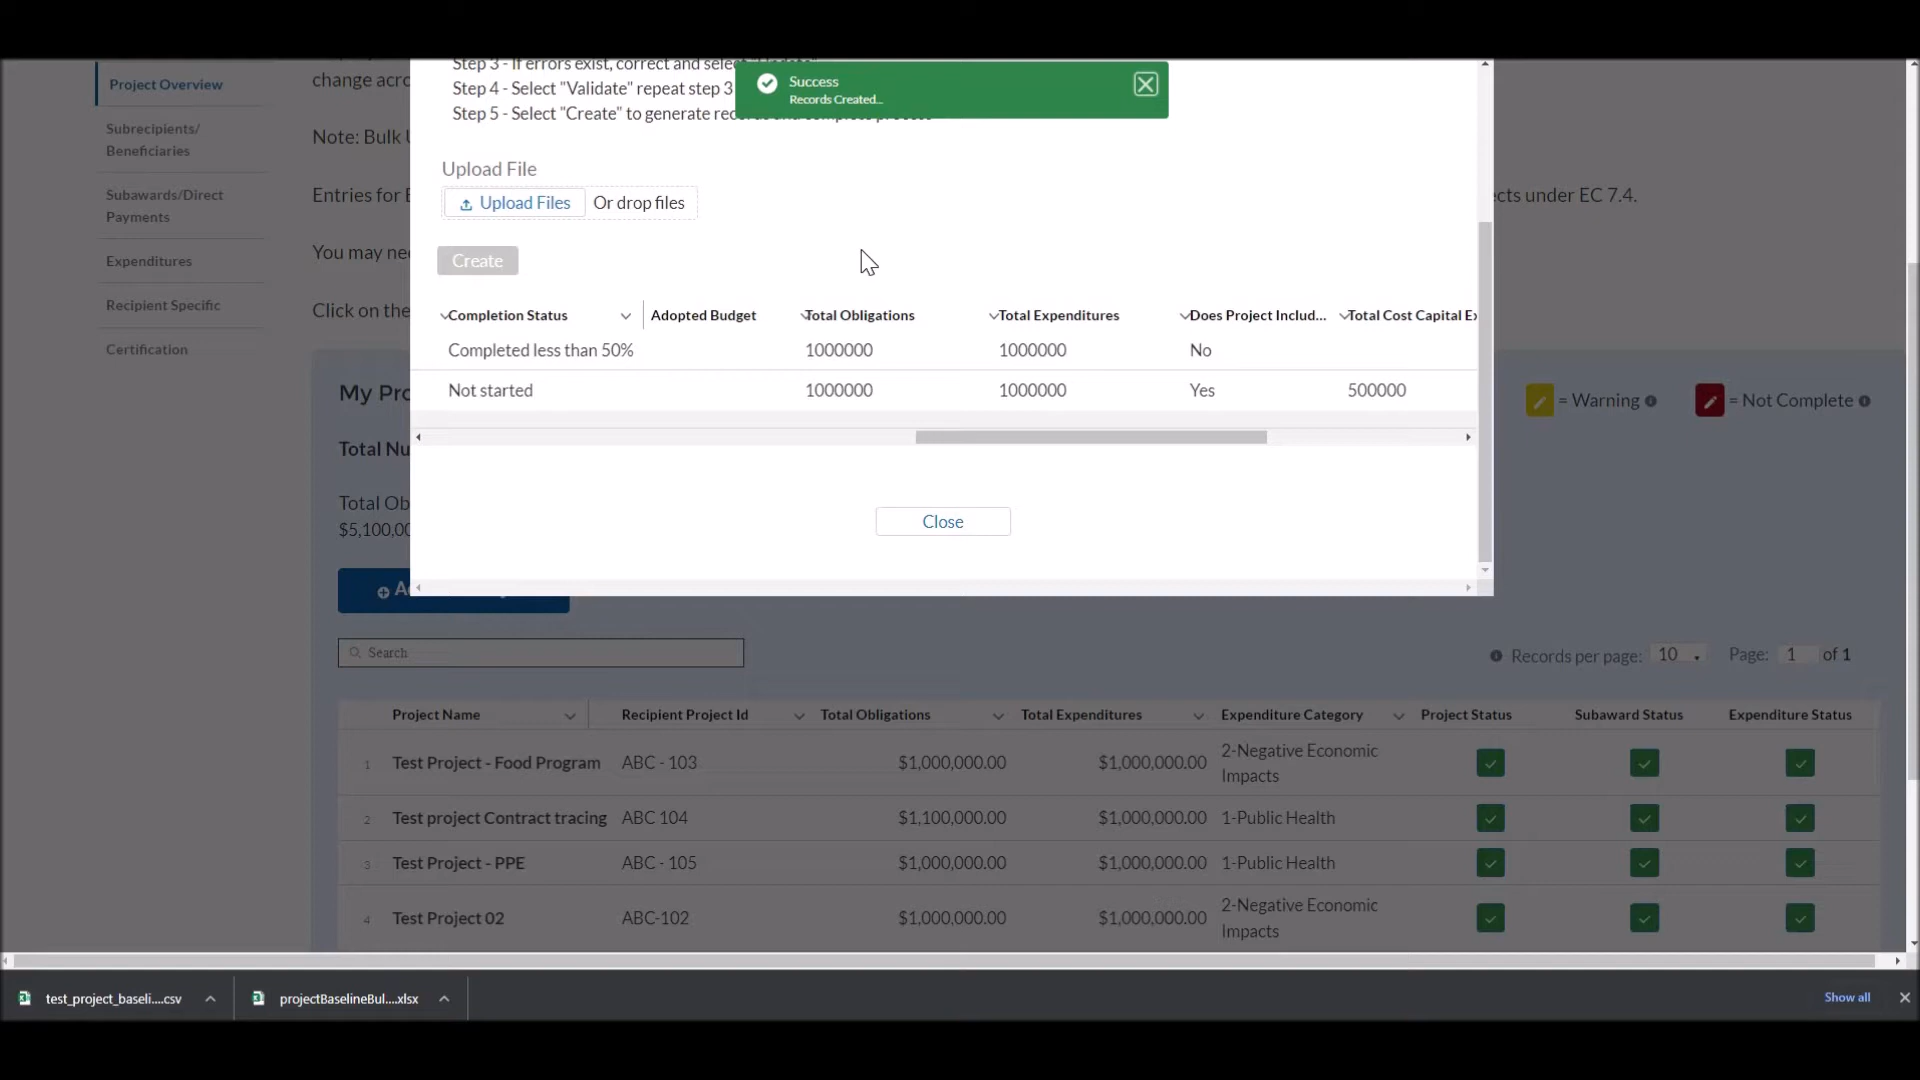 Project Overview
change acro
Subrecipients/
Beneficiaries
Subawards/Direct
Payments
Expenditures
Recipient Specific
Certification
Note: Bulk U
Entries for E
ects under EC 7.4.
You may nee
Click on the
Step 3 - If errors exist, correct and select "Update"
Step 4 - Select "Validate" repeat step 3
Step 5 - Select "Create" to generate records and complete process
Success
Records Created...
Upload File
Upload Files Or drop files
Create
Completion Status Adopted Budget Total Obligations Total Expenditures Does Project Includ... Total Cost Capital Ex
Completed less than 50% 1000000 1000000 No
Not started 1000000 1000000 Yes 500000
Close
My Pro
= Warning = Not Complete
Total Nu
Total Ob
$5,100,00
A
Search
Records per page: 10 Page: 1 of 1
Project Name Recipient Project Id Total Obligations Total Expenditures Expenditure Category Project Status Subaward Status Expenditure Status
1 Test Project - Food Program ABC - 103 $1,000,000.00 $1,000,000.00 2-Negative Economic
Impacts
2 Test project Contract tracing ABC 104 $1,100,000.00 $1,000,000.00 1-Public Health
3 Test Project - PPE ABC - 105 $1,000,000.00 $1,000,000.00 1-Public Health
4 Test Project 02 ABC-102 $1,000,000.00 $1,000,000.00 2-Negative Economic
Impacts
test_project_baseli....csv projectBaselineBul....xlsx Show all